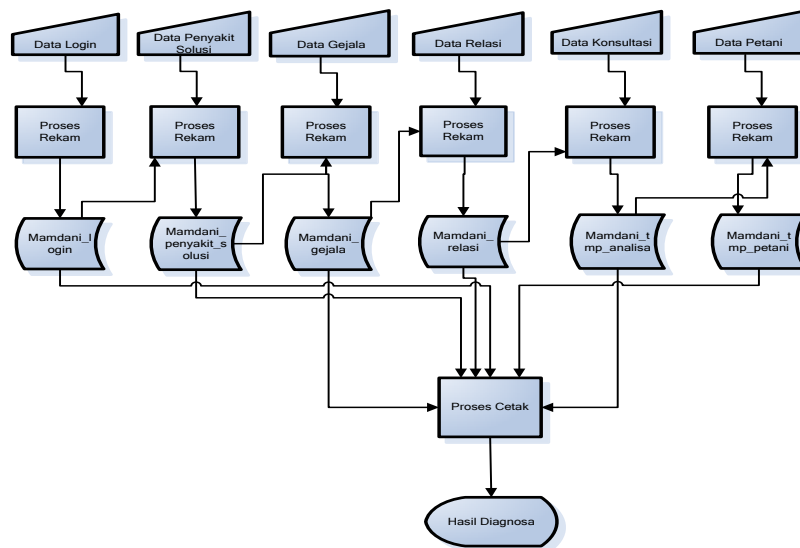 Data Login
Data Penyakit
Solusi
Data Gejala
Data Relasi
Data Konsultasi
Data Petani
Proses
Rekam
Proses
Rekam
Proses
Rekam
Proses
Rekam
Proses
Rekam
Proses
Rekam
Mamdani_l
ogin
Mamdani_
penyakit_s
olusi
Mamdani_
gejala
Mamdani_
relasi
Mamdani_t
mp_analisa
Mamdani_t
mp_petani
Proses Cetak
Hasil Diagnosa